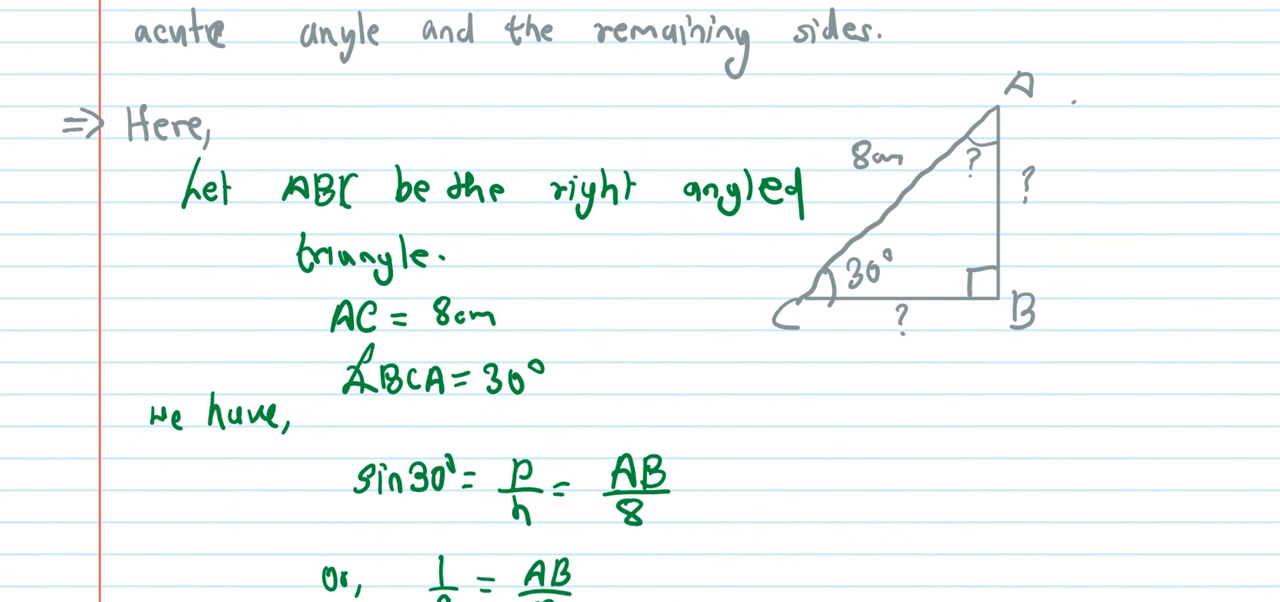 acute angle and the remaining sides.
⇒ Here,
Let ABC be the right angled
triangle.
AC = 8cm
∠BCA = 30°
we have,
sin30° = p/h = AB/8
Or, 1/ = AB/
A
8cm
?
?
30°
C
?
B